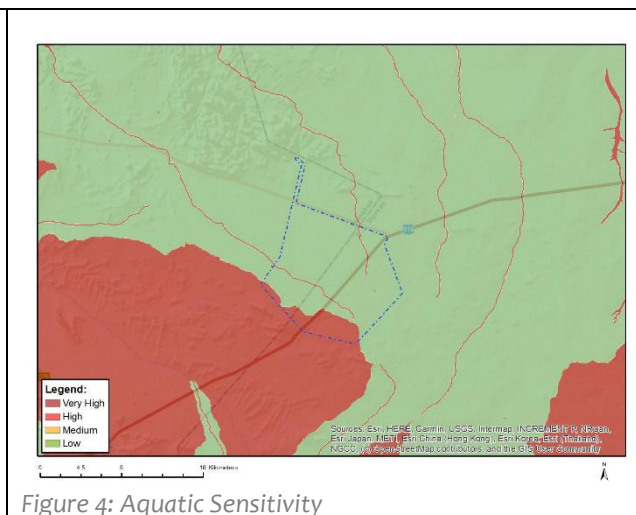 Legend:
Very High
High
Medium
Low
Sources: Esri, HERE, Garmin, USGS, Intermap, INCREMENT P, NRCan,
Esri Japan, METI, Esri China (Hong Kong), Esri Korea, Esri (Thailand),
NGCC, (c) OpenStreetMap contributors, and the GIS User Community
0 4.5 9 18 Kilometers
N
Figure 4: Aquatic Sensitivity